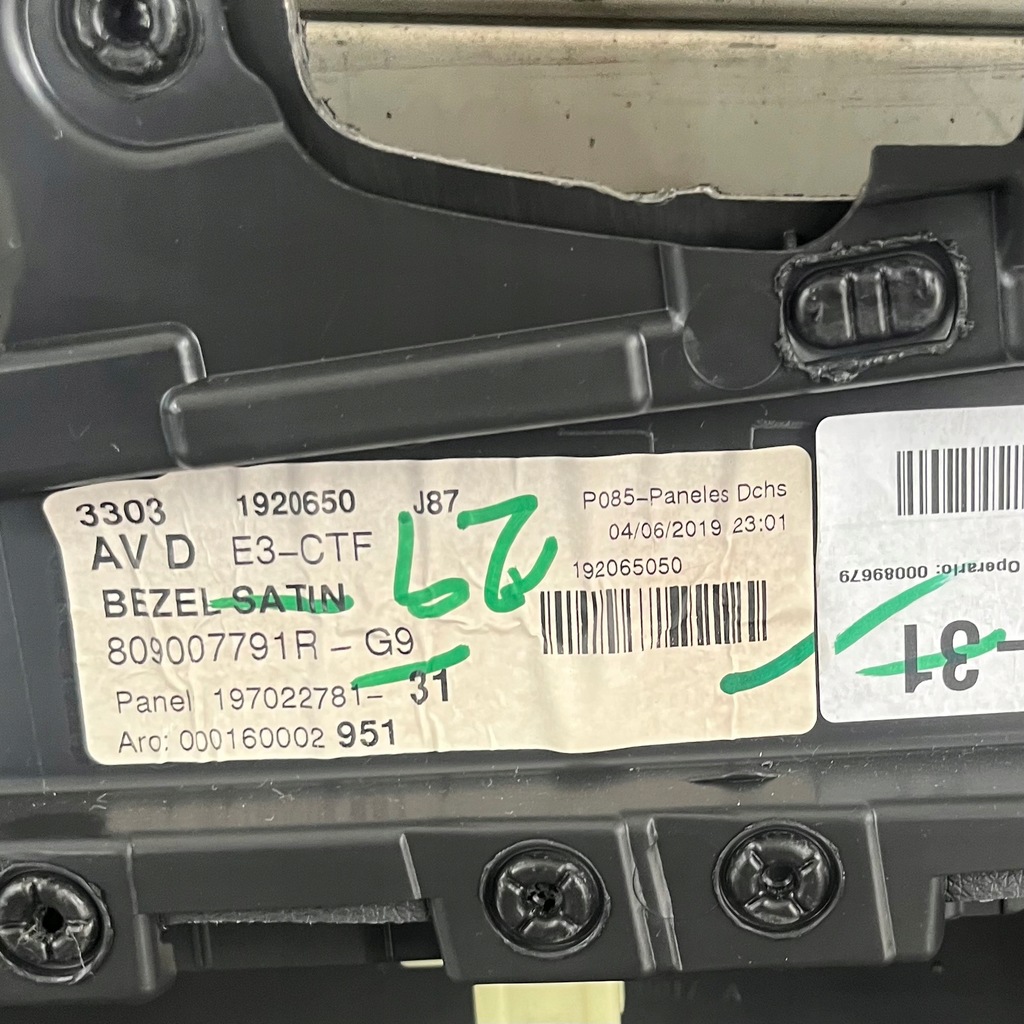 3303 1920650 J87
AV D E3-CTF
BEZEL SATIN
809007791R - G9
Panel 197022781- 31
Aro: 000160002 951
P085-Paneles Dchs
04/06/2019 23:01
192065050
29
Operario: 00089679
-31